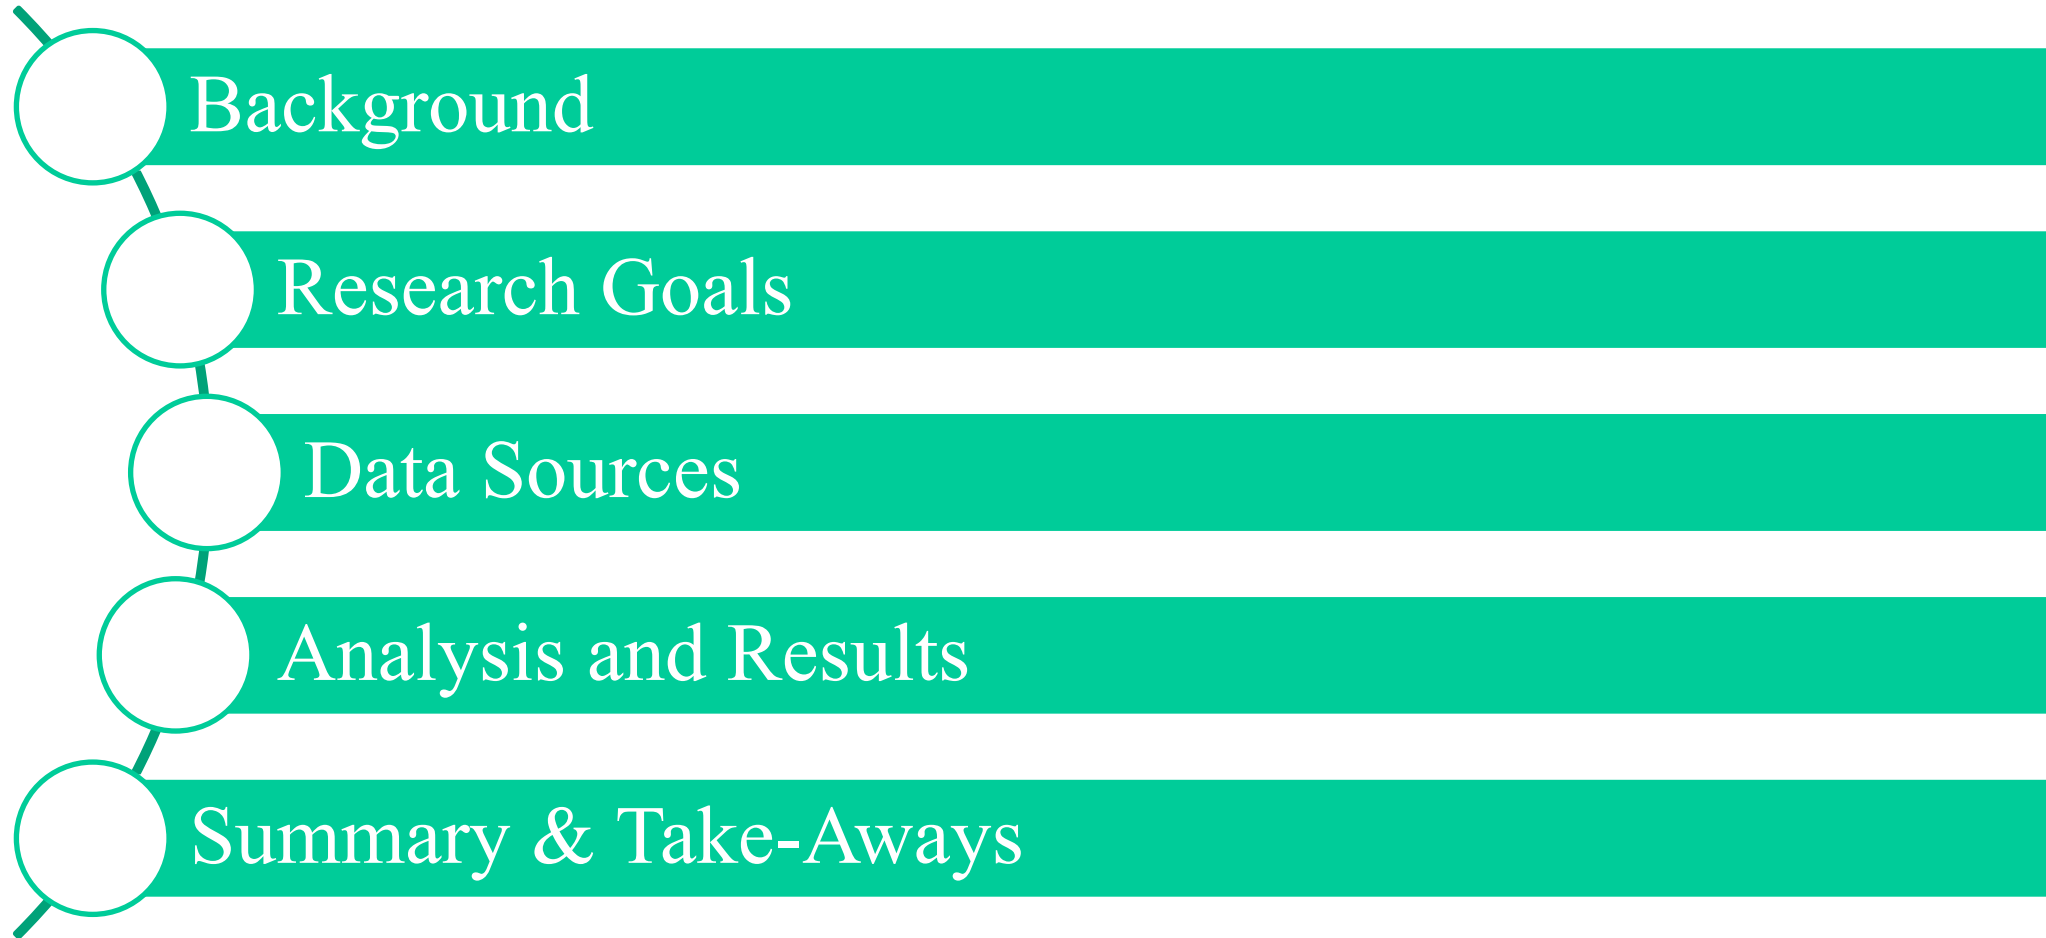 Background
Research Goals
Data Sources
Analysis and Results
Summary & Take-Aways